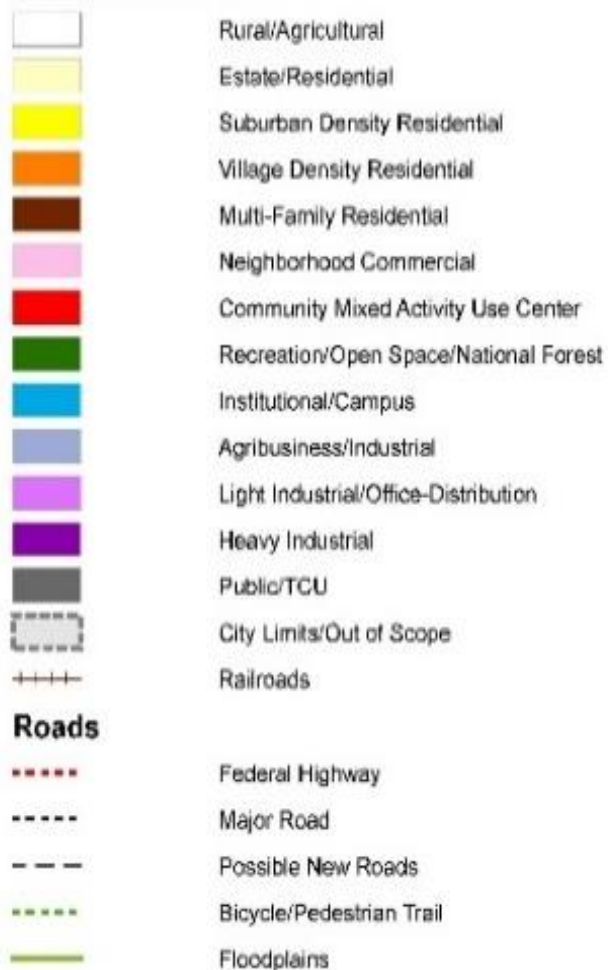 Rural/Agricultural
Estate/Residential
Suburban Density Residential
Village Density Residential
Multi-Family Residential
Neighborhood Commercial
Community Mixed Activity Use Center
Recreation/Open Space/National Forest
Institutional/Campus
Agribusiness/Industrial
Light Industrial/Office-Distribution
Heavy Industrial
Public/TCU
City Limits/Out of Scope
Railroads
Roads
Federal Highway
Major Road
Possible New Roads
Bicycle/Pedestrian Trail
Floodplains